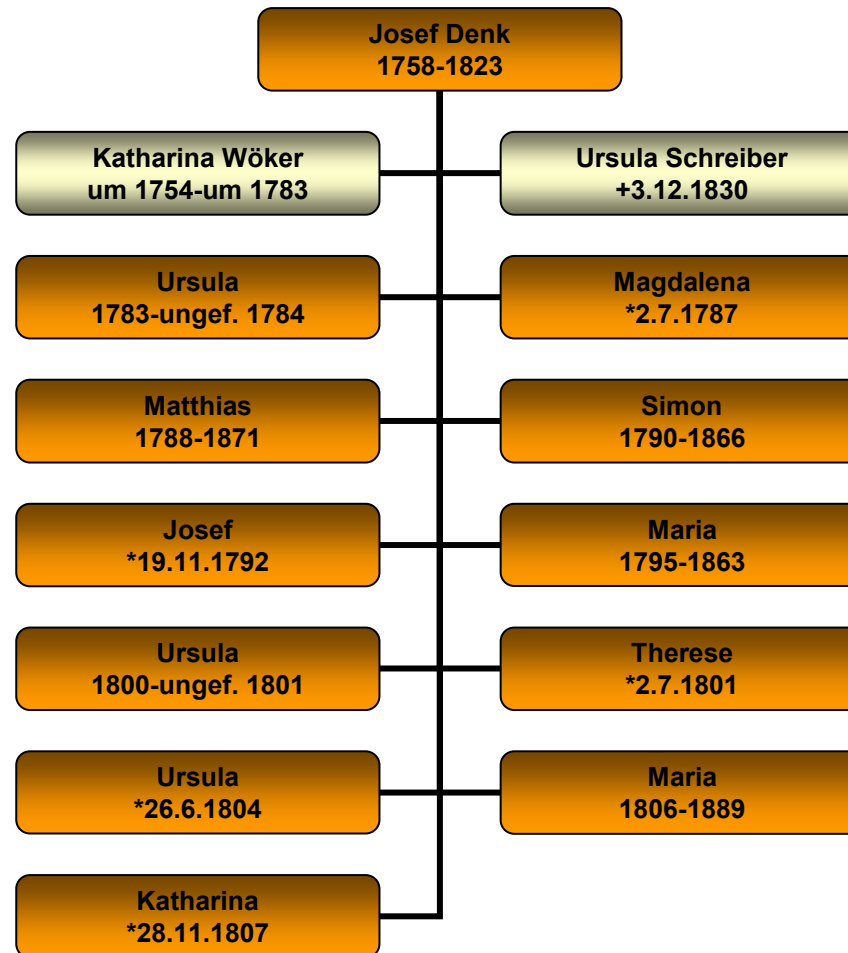 Josef Denk
1758-1823
Katharina Wöker
um 1754-um 1783
Ursula Schreiber
+3.12.1830
Ursula
1783-ungef. 1784
Magdalena
*2.7.1787
Matthias
1788-1871
Simon
1790-1866
Josef
*19.11.1792
Maria
1795-1863
Ursula
1800-ungef. 1801
Therese
*2.7.1801
Ursula
*26.6.1804
Maria
1806-1889
Katharina
*28.11.1807